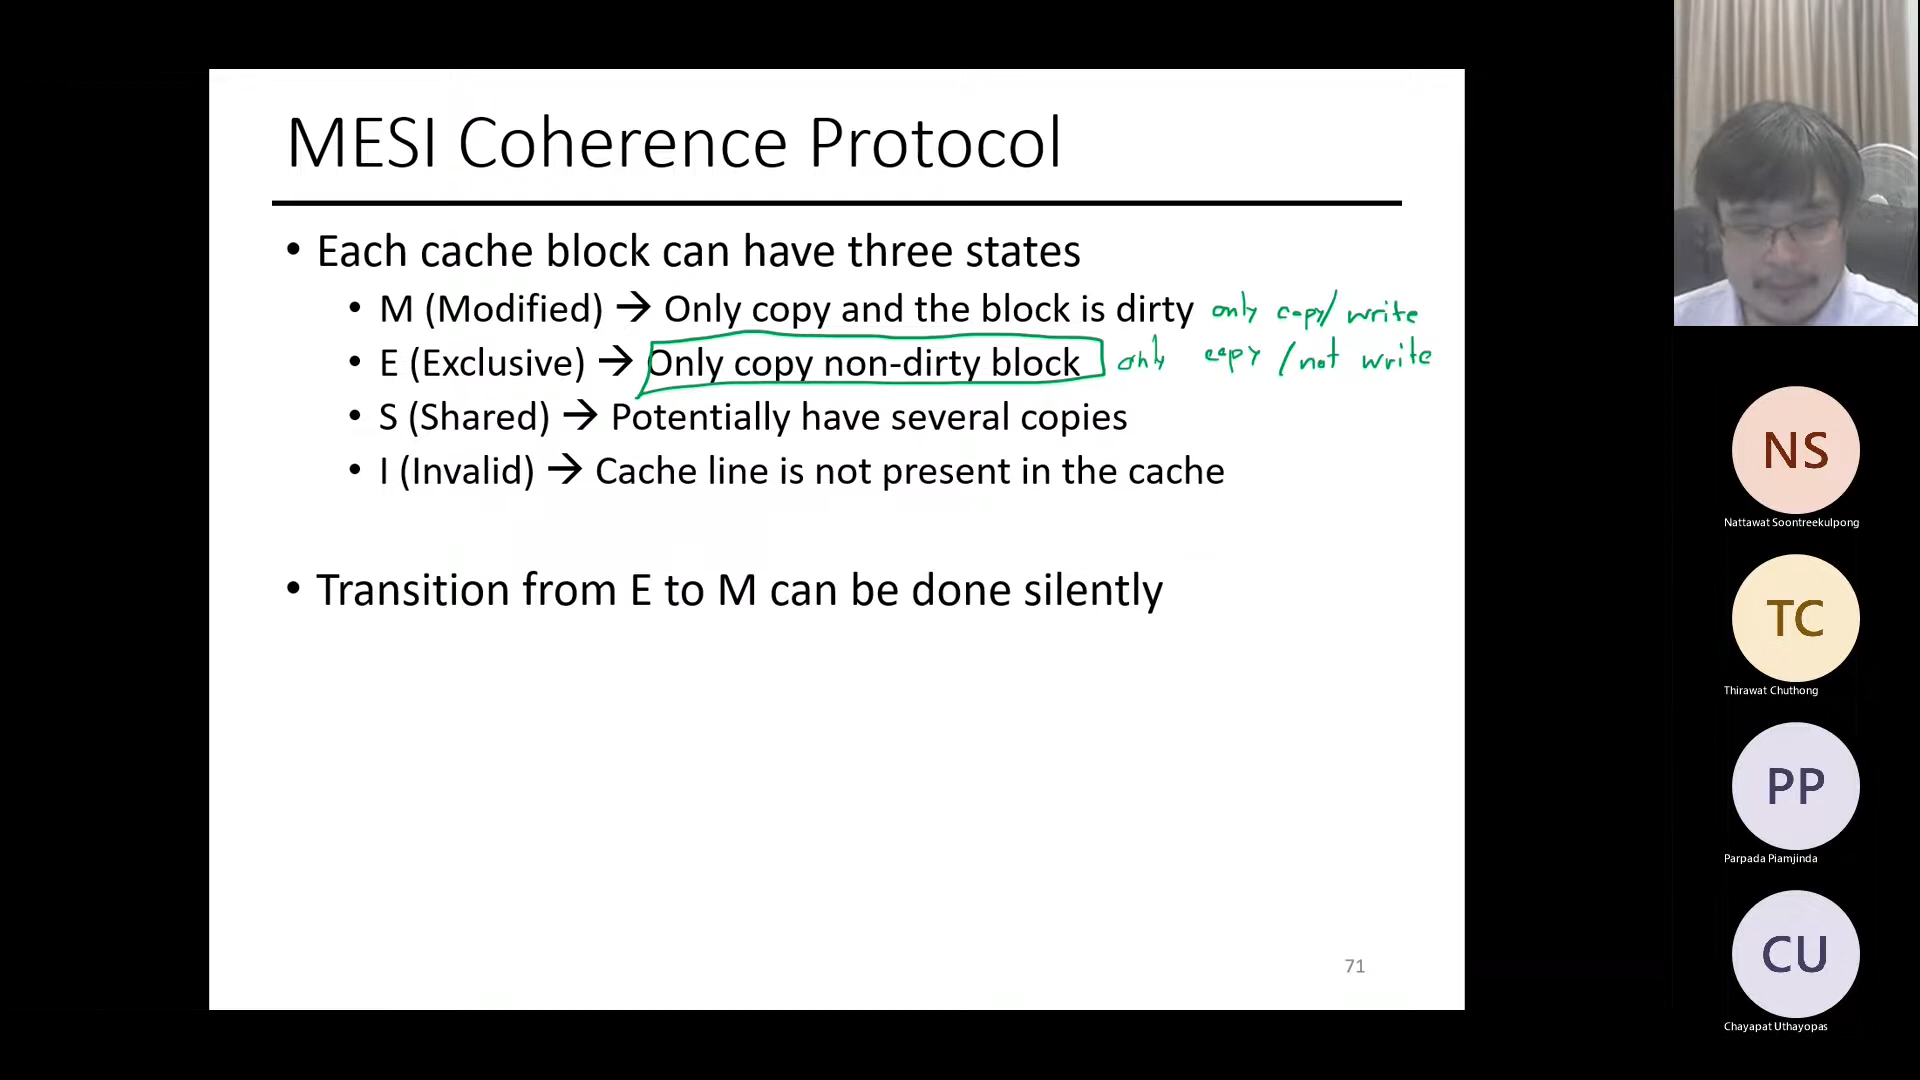 MESI Coherence Protocol
• Each cache block can have three states
• M (Modified) → Only copy and the block is dirty only copy/write
• E (Exclusive) → Only copy non-dirty block only copy/not write
• S (Shared) → Potentially have several copies
• I (Invalid) → Cache line is not present in the cache
• Transition from E to M can be done silently
71
NS
Nattawat Soontreekulpong
TC
Thirawat Chuthong
PP
Parpada Piamjinda
CU
Chayapat Uthayopas